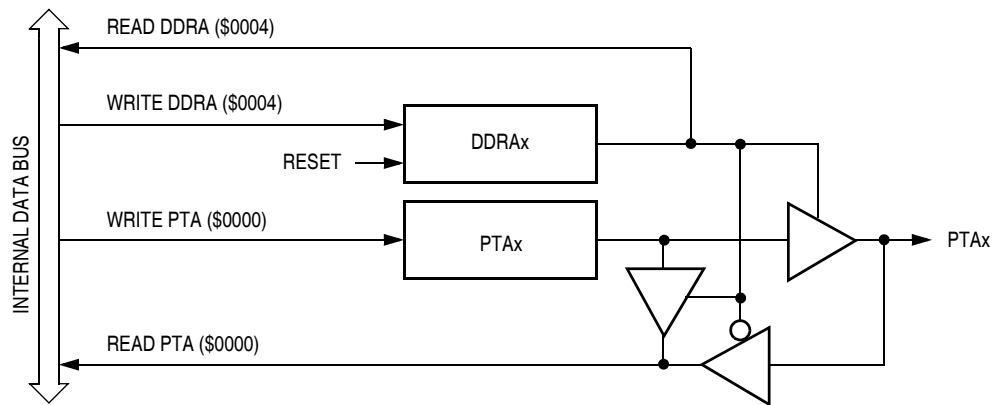 READ DDRA ($0004)
WRITE DDRA ($0004)
DDRAx
RESET
INTERNAL DATA BUS
WRITE PTA ($0000)
PTAx
PTAx
READ PTA ($0000)